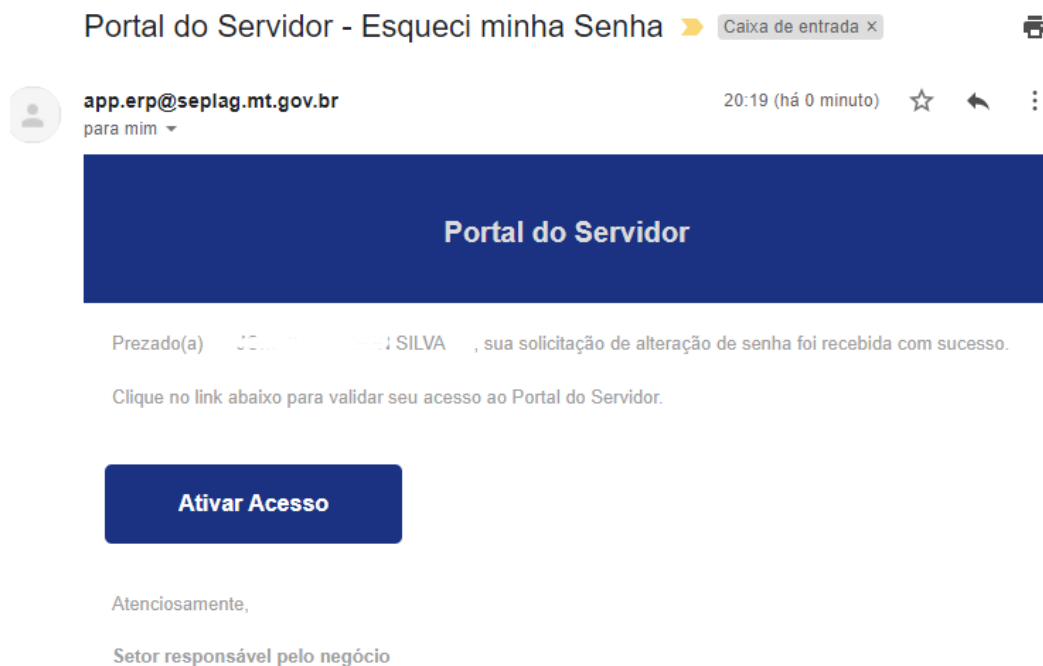 Portal do Servidor - Esqueci minha Senha Caixa de entrada ×
app.erp@seplag.mt.gov.br 20:19 (há 0 minuto)
para mim
Portal do Servidor
Prezado(a) SILVA , sua solicitação de alteração de senha foi recebida com sucesso.
Clique no link abaixo para validar seu acesso ao Portal do Servidor.
Ativar Acesso
Atenciosamente,
Setor responsável pelo negócio